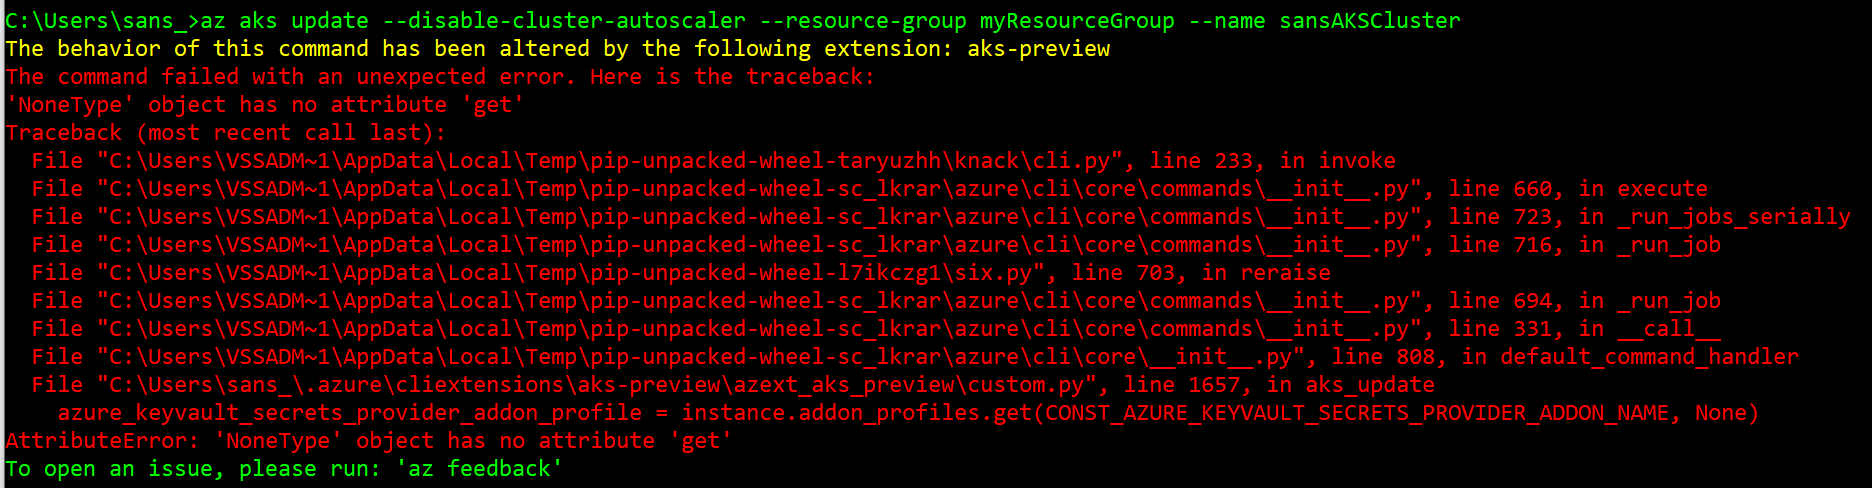 C:\Users\sans_>az aks update --disable-cluster-autoscaler --resource-group myResourceGroup --name sansAKSCluster
The behavior of this command has been altered by the following extension: aks-preview
The command failed with an unexpected error. Here is the traceback:
'NoneType' object has no attribute 'get'
Traceback (most recent call last):
  File "C:\Users\VSSADM~1\AppData\Local\Temp\pip-unpacked-wheel-taryuzhh\knack\cli.py", line 233, in invoke
  File "C:\Users\VSSADM~1\AppData\Local\Temp\pip-unpacked-wheel-sc_lkrar\azure\cli\core\commands\__init__.py", line 660, in execute
  File "C:\Users\VSSADM~1\AppData\Local\Temp\pip-unpacked-wheel-sc_lkrar\azure\cli\core\commands\__init__.py", line 723, in _run_jobs_serially
  File "C:\Users\VSSADM~1\AppData\Local\Temp\pip-unpacked-wheel-sc_lkrar\azure\cli\core\commands\__init__.py", line 716, in _run_job
  File "C:\Users\VSSADM~1\AppData\Local\Temp\pip-unpacked-wheel-l7ikczg1\six.py", line 703, in reraise
  File "C:\Users\VSSADM~1\AppData\Local\Temp\pip-unpacked-wheel-sc_lkrar\azure\cli\core\commands\__init__.py", line 694, in _run_job
  File "C:\Users\VSSADM~1\AppData\Local\Temp\pip-unpacked-wheel-sc_lkrar\azure\cli\core\commands\__init__.py", line 331, in __call__
  File "C:\Users\VSSADM~1\AppData\Local\Temp\pip-unpacked-wheel-sc_lkrar\azure\cli\core\__init__.py", line 808, in default_command_handler
  File "C:\Users\sans_\.azure\cliextensions\aks-preview\azext_aks_preview\custom.py", line 1657, in aks_update
    azure_keyvault_secrets_provider_addon_profile = instance.addon_profiles.get(CONST_AZURE_KEYVAULT_SECRETS_PROVIDER_ADDON_NAME, None)
AttributeError: 'NoneType' object has no attribute 'get'
To open an issue, please run: 'az feedback'